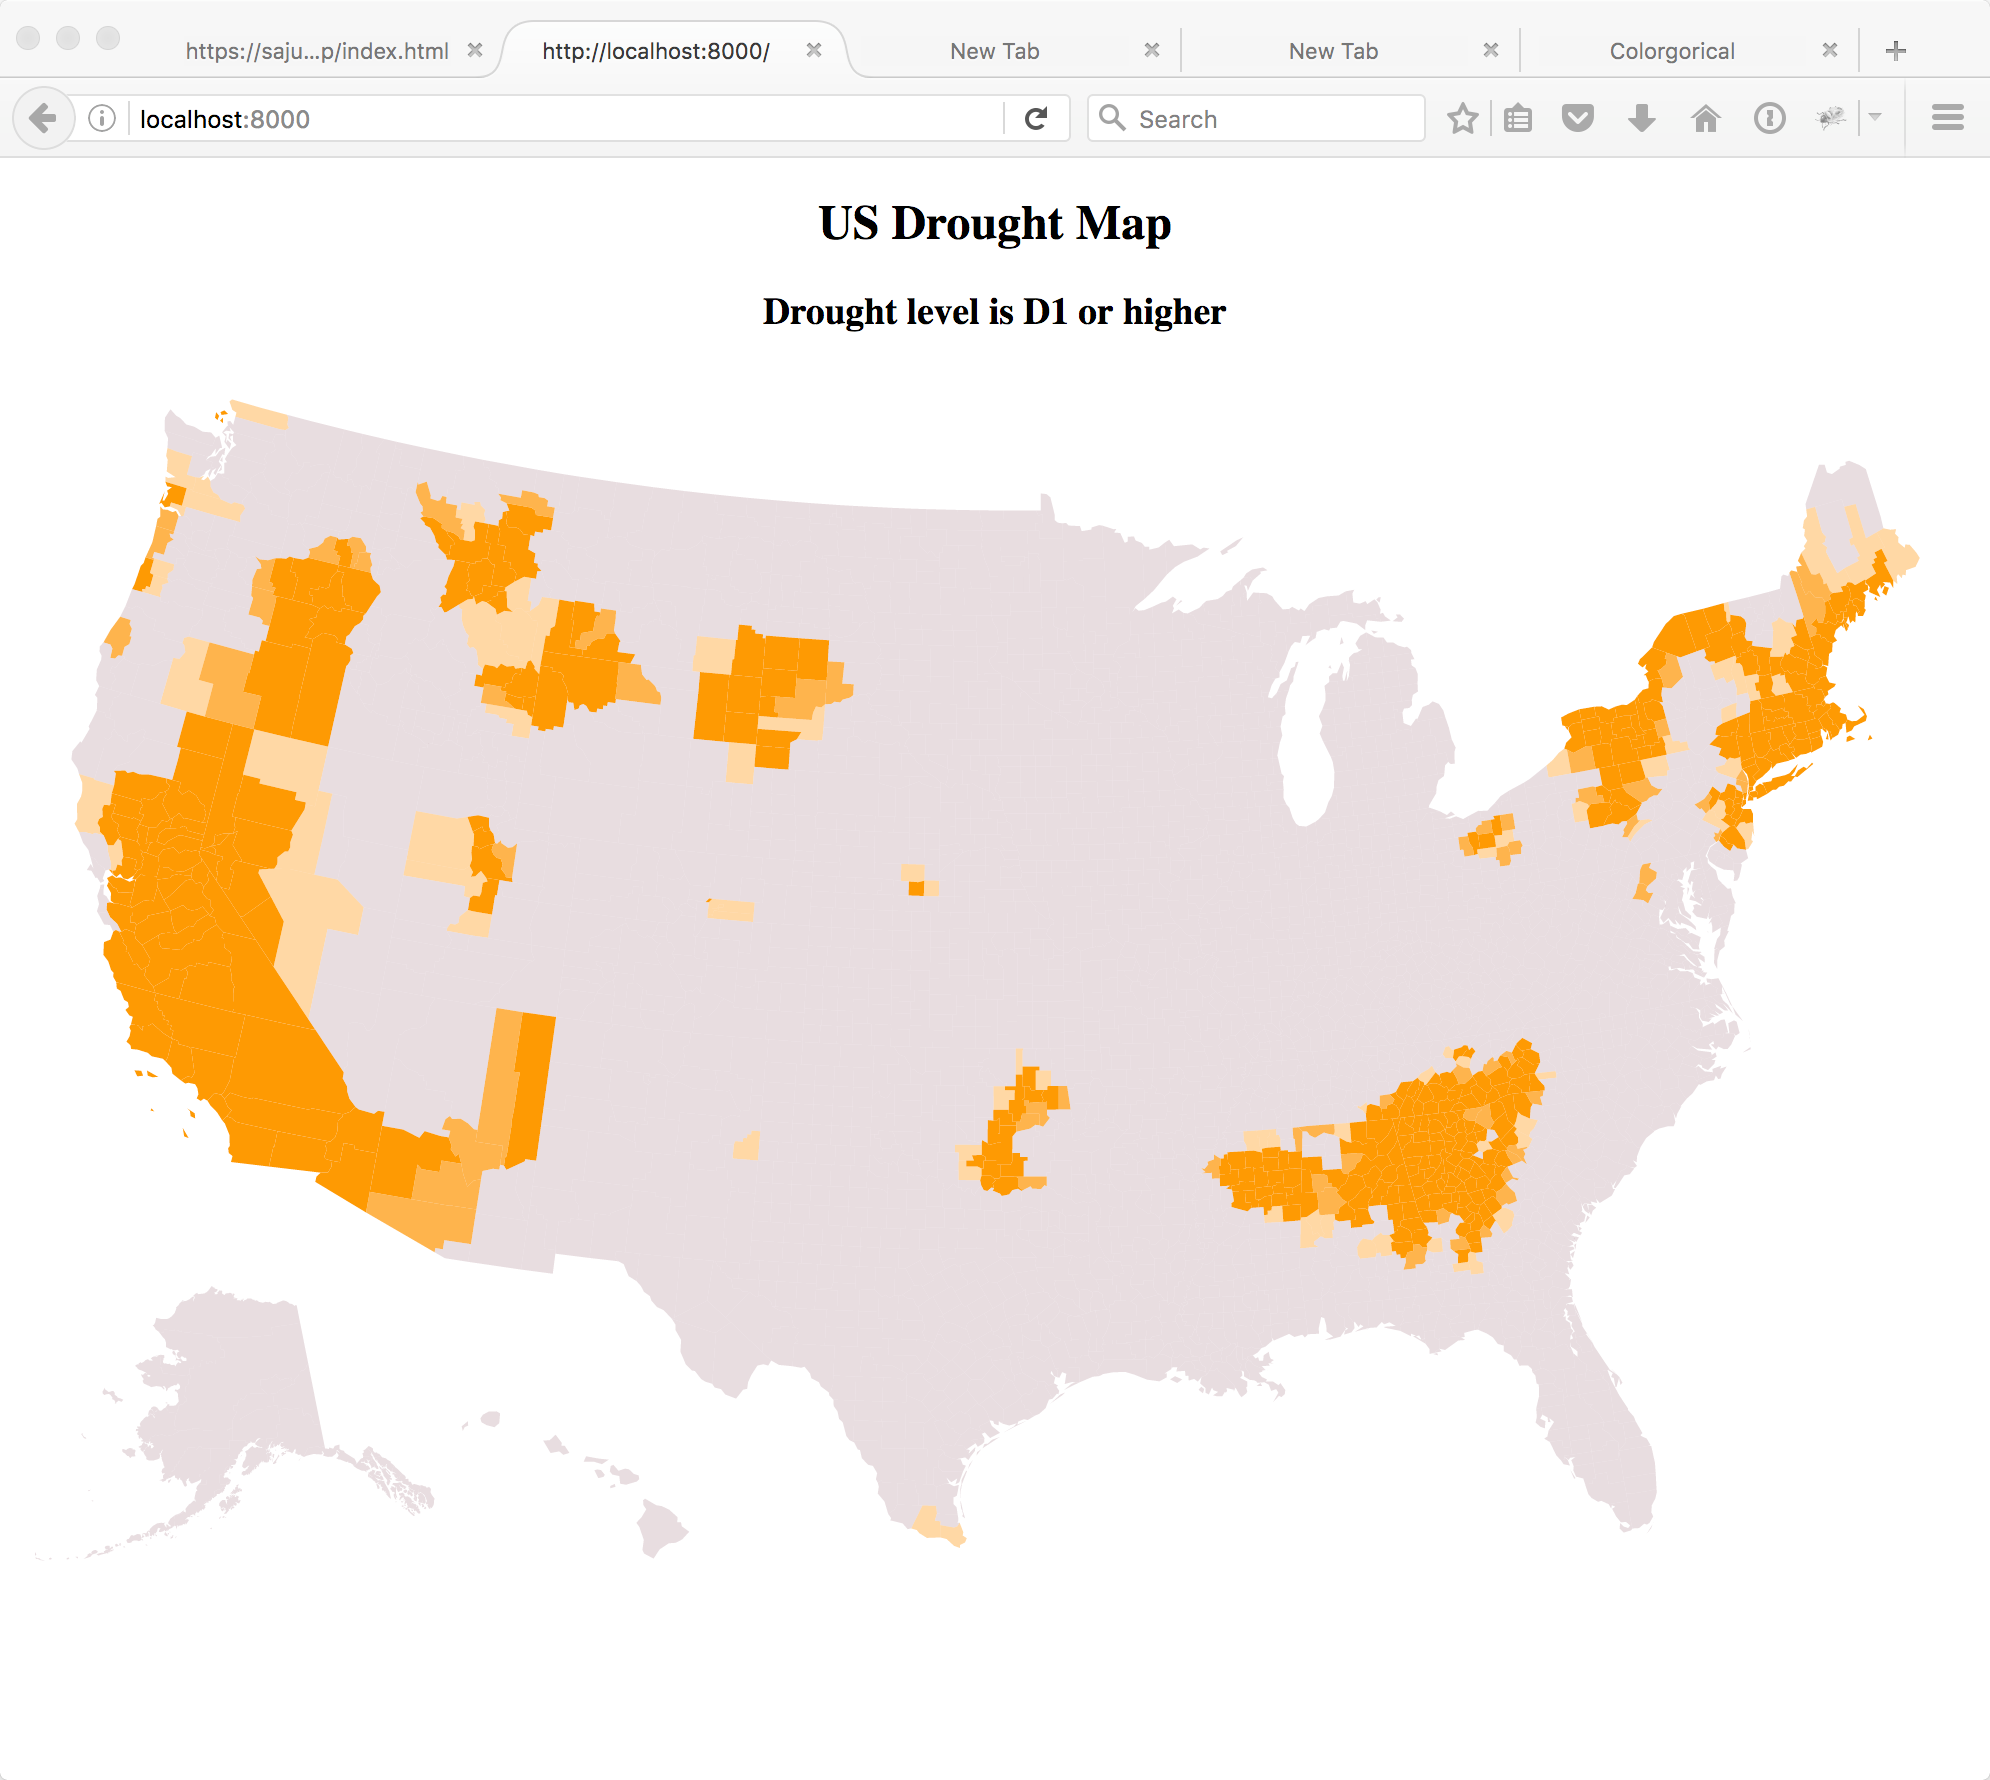 https://saju...p/index.html
http://localhost:8000/
New Tab
New Tab
Colorgorical
localhost:8000
Search
US Drought Map
Drought level is D1 or higher